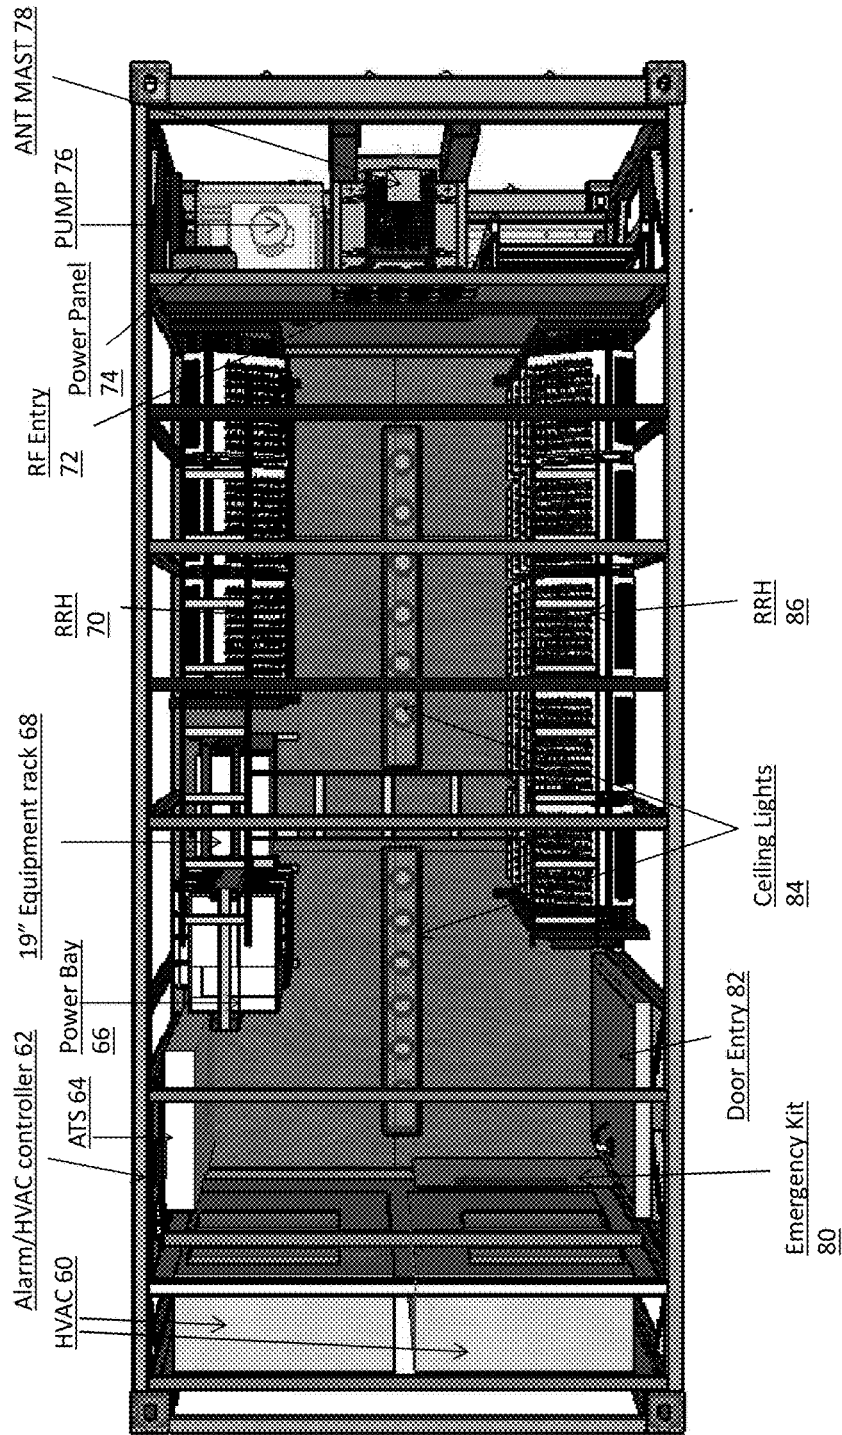 HVAC 60
Alarm/HVAC controller 62
ATS 64
Power Bay
66
19" Equipment rack 68
RRH
70
RF Entry
72
Power Panel
74
PUMP 76
ANT MAST 78
Emergency Kit
80
Door Entry 82
Ceiling Lights
84
RRH
86